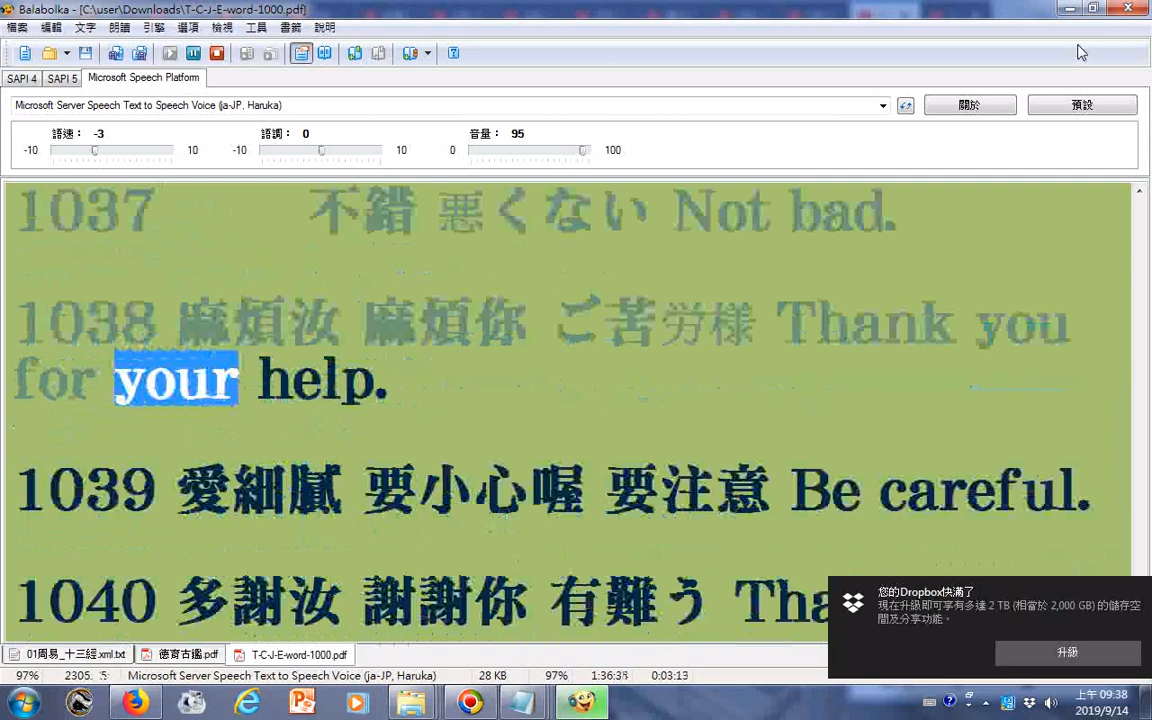 Balabolka - [C:\user\Downloads\T-C-J-E-word-1000.pdf]
檔案 編輯 文字 朗讀 引擎 選項 檢視 工具 書籤 說明
SAPI 4 SAPI 5 Microsoft Speech Platform
Microsoft Server Speech Text to Speech Voice (ja-JP, Haruka) 關於 預設
語速： -3 語調： 0 音量： 95
-10 10 -10 10 0 100
1037 不錯 悪くない Not bad.
1038 麻煩汝 麻煩你 ご苦労様 Thank you
for your help.
1039 愛細膩 要小心喔 要注意 Be careful.
1040 多謝汝 謝謝你 有難う Tha
您的Dropbox快滿了
現在升級即可享有多達 2 TB (相當於 2,000 GB) 的儲存空
間及分享功能。
升級
01周易_十三經.xml.txt 德育古鑑.pdf T-C-J-E-word-1000.pdf
97% Microsoft Server Speech Text to Speech Voice (ja-JP, Haruka) 28 KB 97% 0:03:13
上午 09:38
2019/9/14